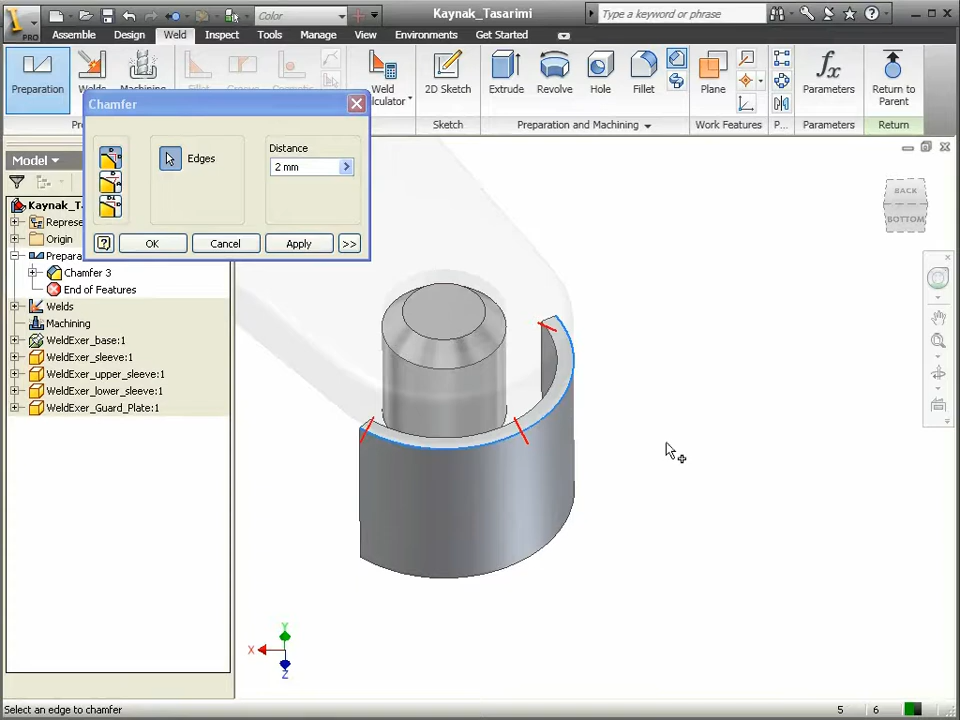 Color
Kaynak_Tasarimi
Type a keyword or phrase
PRO
Assemble
Design
Weld
Inspect
Tools
Manage
View
Environments
Get Started
Preparation
Weld
Calculator
2D Sketch
Extrude
Revolve
Hole
Fillet
Plane
fx
Parameters
Return to
Parent
Sketch
Preparation and Machining
Work Features
P...
Parameters
Return
Chamfer
Edges
Distance
2 mm
OK
Cancel
Apply
>>
Model
Kaynak_T
Represe
Origin
Prepara
Chamfer 3
End of Features
Welds
Machining
WeldExer_base:1
WeldExer_sleeve:1
WeldExer_upper_sleeve:1
WeldExer_lower_sleeve:1
WeldExer_Guard_Plate:1
BACK
BOTTOM
Y
X
Z
Select an edge to chamfer
5
6